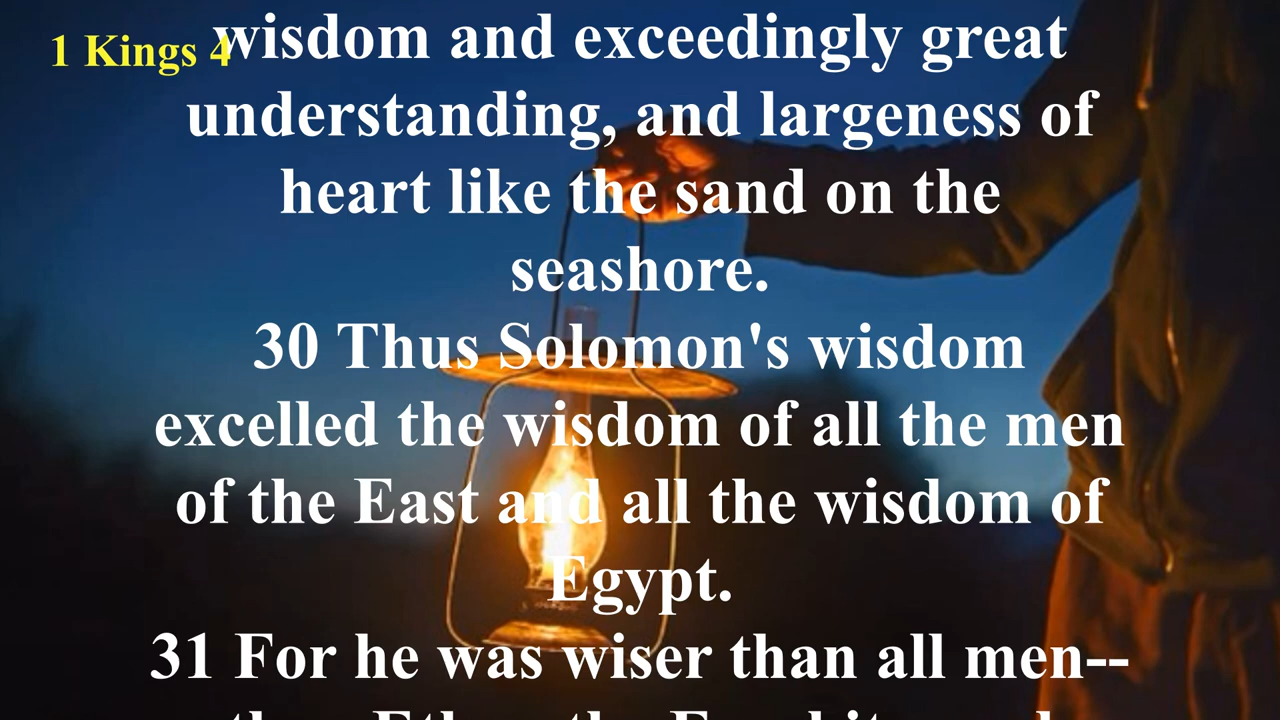 1 Kings 4
wisdom and exceedingly great
understanding, and largeness of
heart like the sand on the
seashore.
30 Thus Solomon's wisdom
excelled the wisdom of all the men
of the East and all the wisdom of
Egypt.
31 For he was wiser than all men--